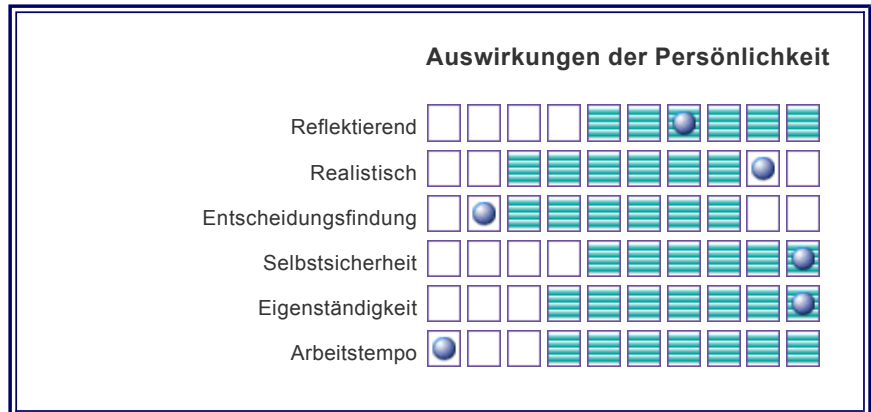 Auswirkungen der Persönlichkeit
Reflektierend
Realistisch
Entscheidungsfindung
Selbstsicherheit
Eigenständigkeit
Arbeitstempo